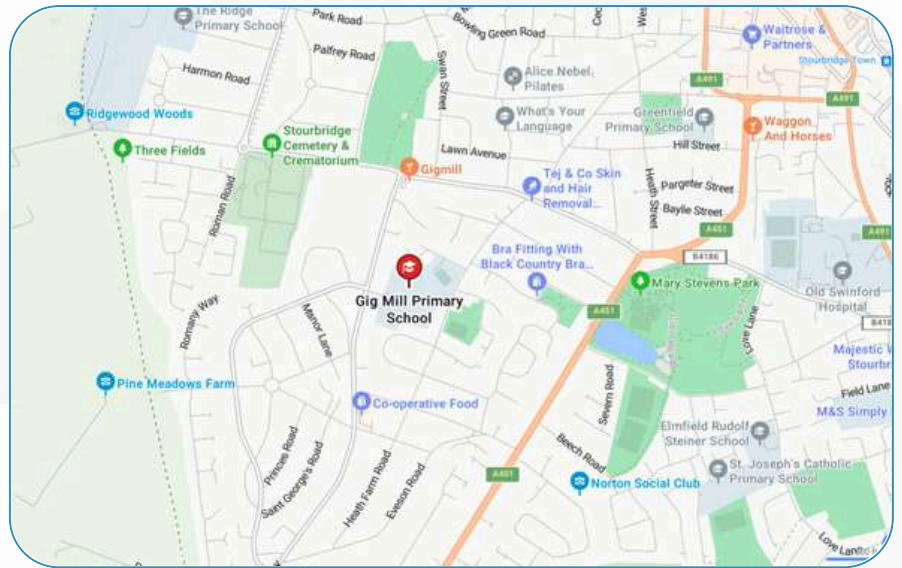 The Ridge
Primary School
Park Road
Bowling Green Road
Waitrose &
Partners
Stourbridge Town
Palfrey Road
Swan Street
Harmon Road
Alice Nebel,
Pilates
A491
A491
Ridgewood Woods
What's Your
Language
Greenfield
Primary School
Waggon
And Horses
Three Fields
Stourbridge
Cemetery &
Crematorium
Lawn Avenue
Hill Street
Gigmill
Tej & Co Skin
and Hair
Removal...
Heath Street
Pargeter Street
Baylie Street
Roman Road
A451
A491
Bra Fitting With
Black Country Bra...
B4186
Gig Mill Primary
School
Mary Stevens Park
Old Swinford
Hospital
Romany Way
Manor Lane
A451
Love Lane
B418
Majestic
Stourbr
Pine Meadows Farm
Co-operative Food
Severn Road
Field Lane
M&S Simply
Elmfield Rudolf
Steiner School
Princes Road
Saint George's Road
Heath Farm Road
Eveson Road
Beech Road
A451
Norton Social Club
St. Joseph's Catholic
Primary School
Love Lane